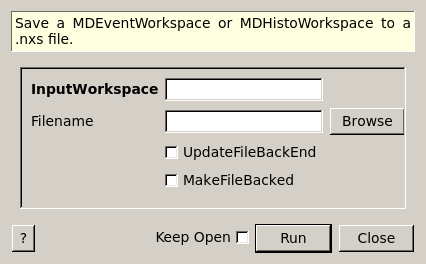 Save a MDEventWorkspace or MDHistoWorkspace to a
.nxs file.
InputWorkspace
Filename
Browse
UpdateFileBackEnd
MakeFileBacked
?
Keep Open
Run
Close